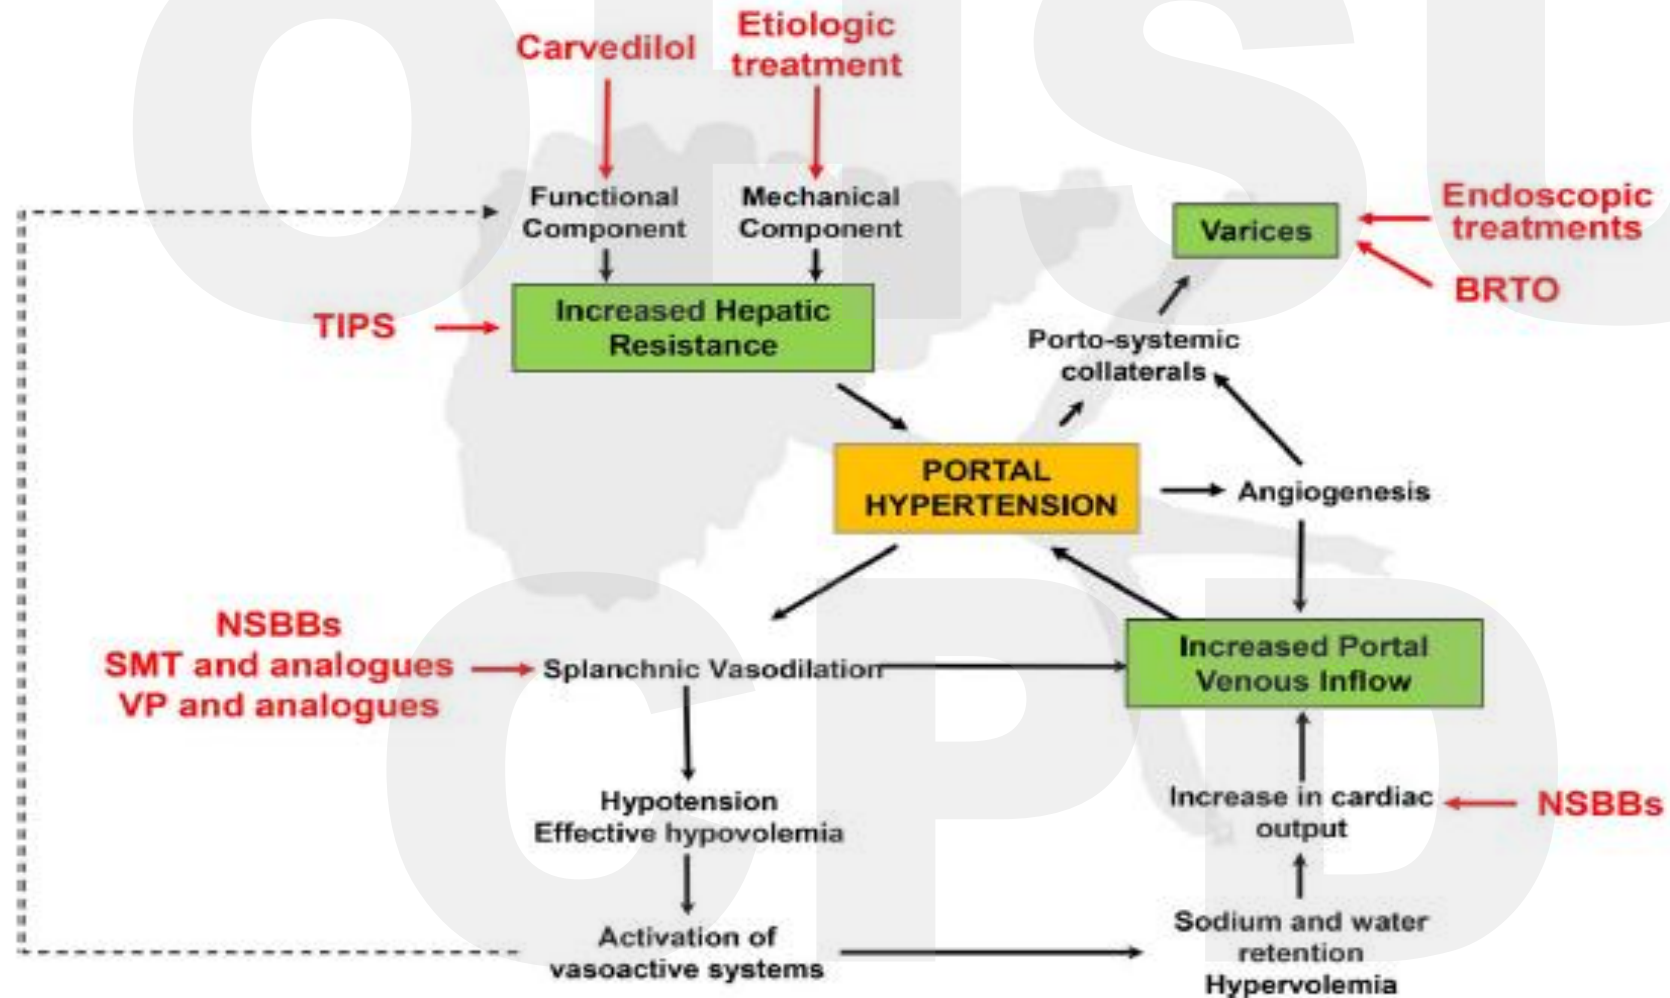 Carvedilol
Etiologic
treatment
Functional
Component
Mechanical
Component
Endoscopic
treatments
Varices
BRTO
TIPS
Increased Hepatic
Resistance
Porto-systemic
collaterals
PORTAL
HYPERTENSION
Angiogenesis
NSBBs
SMT and analogues
VP and analogues
Splanchnic Vasodilation
Increased Portal
Venous Inflow
Hypotension
Effective hypovolemia
Increase in cardiac
output
NSBBs
Activation of
vasoactive systems
Sodium and water
retention
Hypervolemia
OHSU
CPD